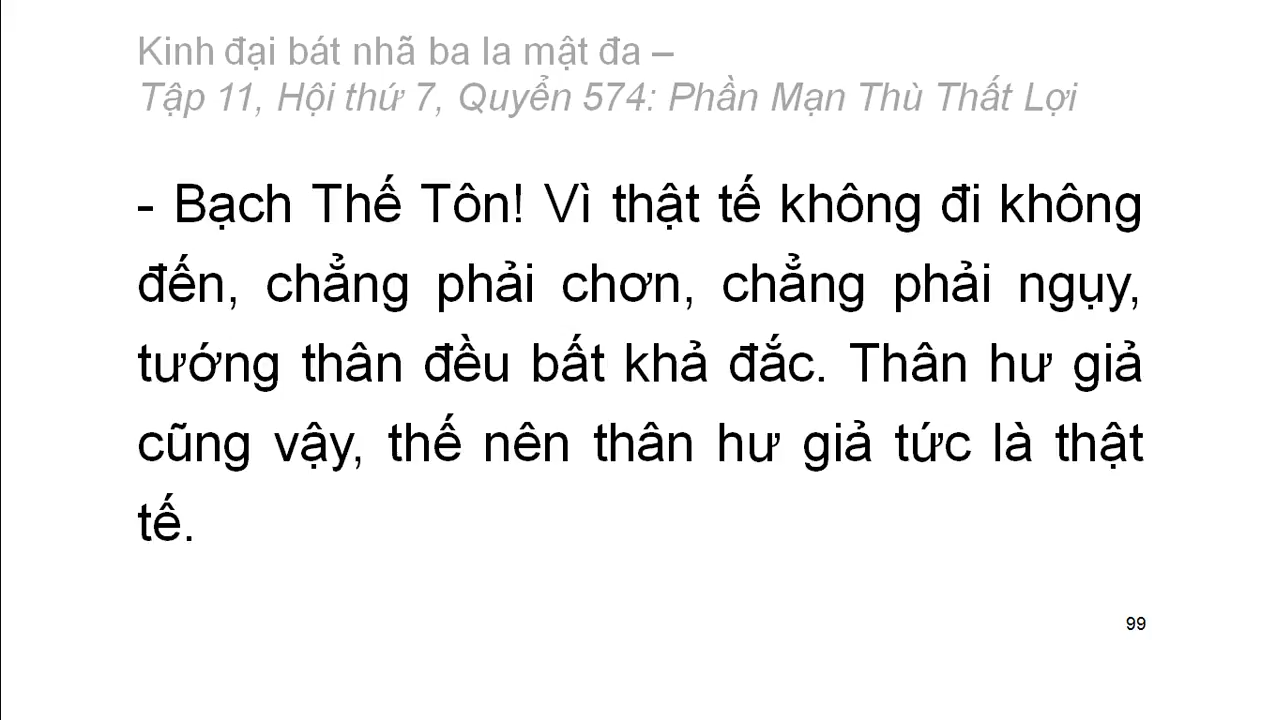 Kinh đại bát nhã ba la mật đa –
Tập 11, Hội thứ 7, Quyển 574: Phần Mạn Thù Thất Lợi
- Bạch Thế Tôn! Vì thật tế không đi không
đến, chẳng phải chơn, chẳng phải ngụy,
tướng thân đều bất khả đắc. Thân hư giả
cũng vậy, thế nên thân hư giả tức là thật
tế.
99